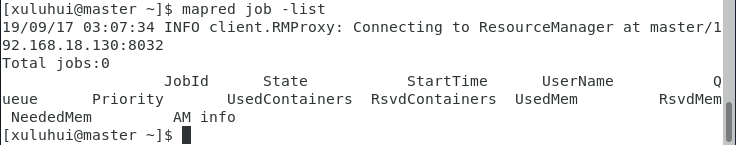 [xuluhui@master ~]$ mapred job -list
19/09/17 03:07:34 INFO client.RMProxy: Connecting to ResourceManager at master/1
92.168.18.130:8032
Total jobs:0
                  JobId      State           StartTime      UserName           Q
ueue      Priority       UsedContainers  RsvdContainers  UsedMem         RsvdMem
 NeededMem         AM info
[xuluhui@master ~]$